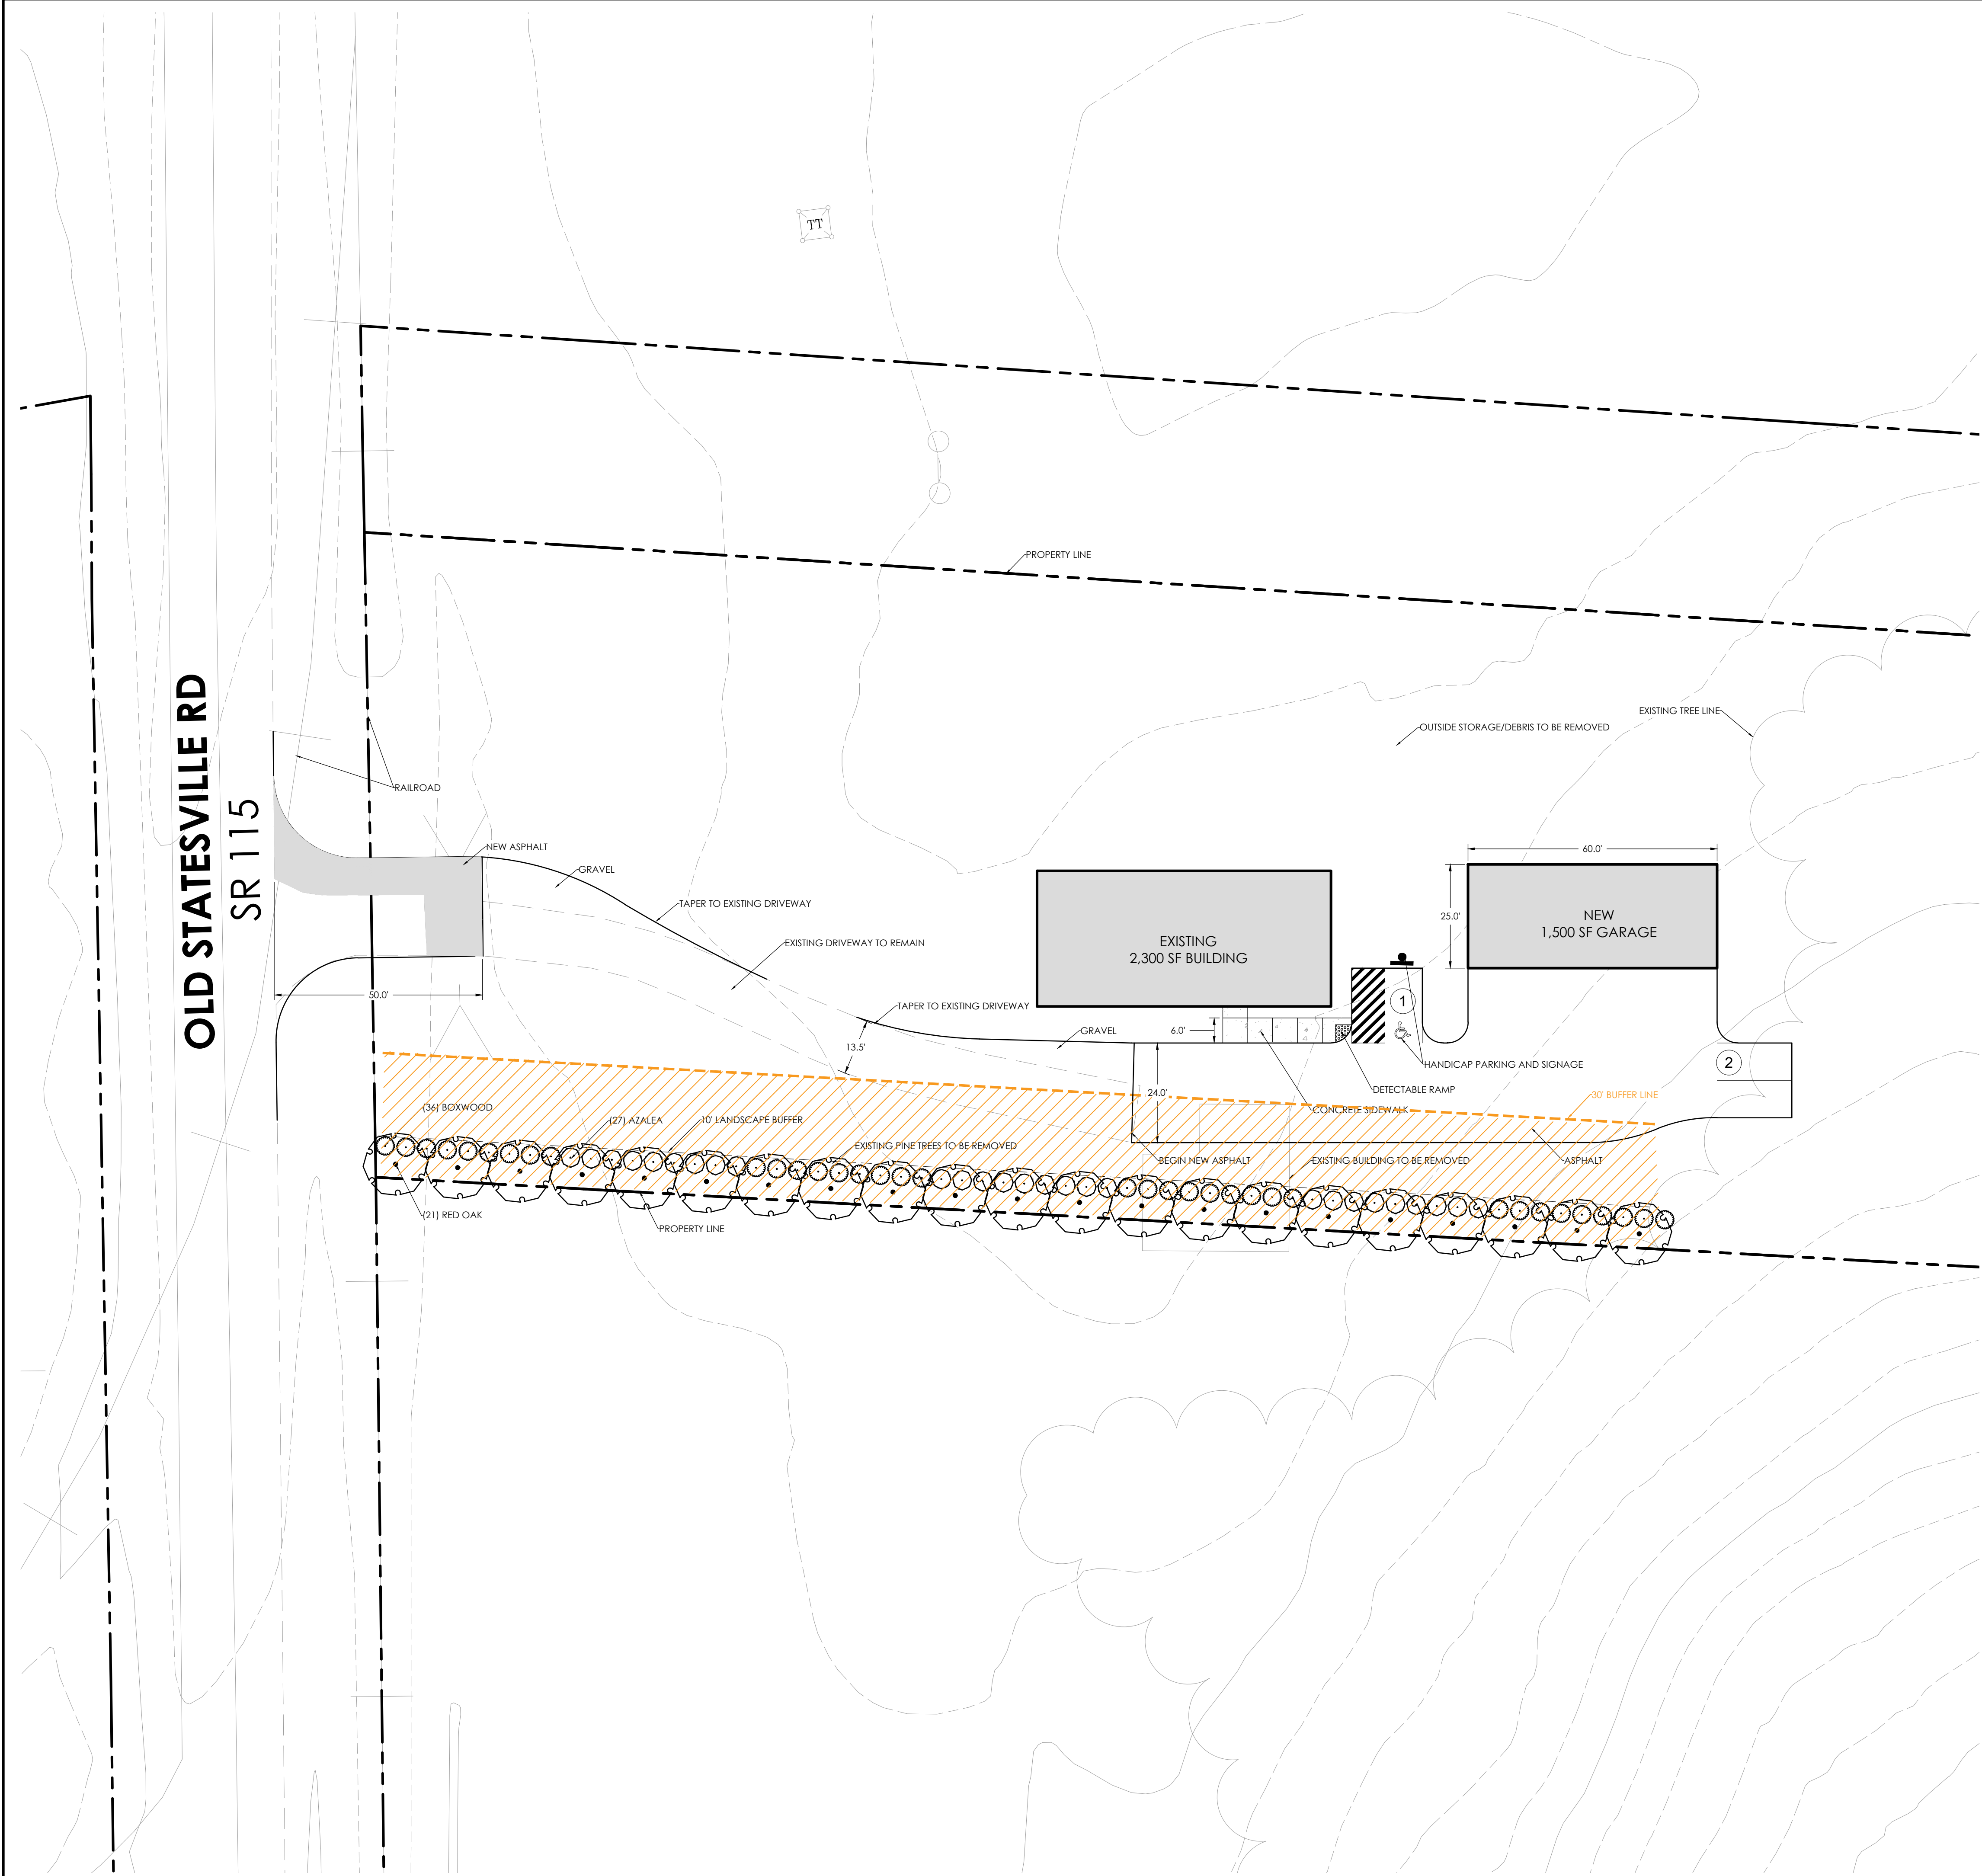 TT
PROPERTY LINE
OLD STATESVILLE RD
SR 115
EXISTING TREE LINE
OUTSIDE STORAGE/DEBRIS TO BE REMOVED
RAILROAD
NEW ASPHALT
GRAVEL
60.0'
TAPER TO EXISTING DRIVEWAY
25.0'
NEW
1,500 SF GARAGE
EXISTING DRIVEWAY TO REMAIN
EXISTING
2,300 SF BUILDING
50.0'
1
TAPER TO EXISTING DRIVEWAY
GRAVEL
6.0'
13.5'
HANDICAP PARKING AND SIGNAGE
2
DETECTABLE RAMP
24.0'
30' BUFFER LINE
CONCRETE SIDEWALK
(36) BOXWOOD
(27) AZALEA
10' LANDSCAPE BUFFER
EXISTING PINE TREES TO BE REMOVED
BEGIN NEW ASPHALT
EXISTING BUILDING TO BE REMOVED
ASPHALT
(21) RED OAK
PROPERTY LINE